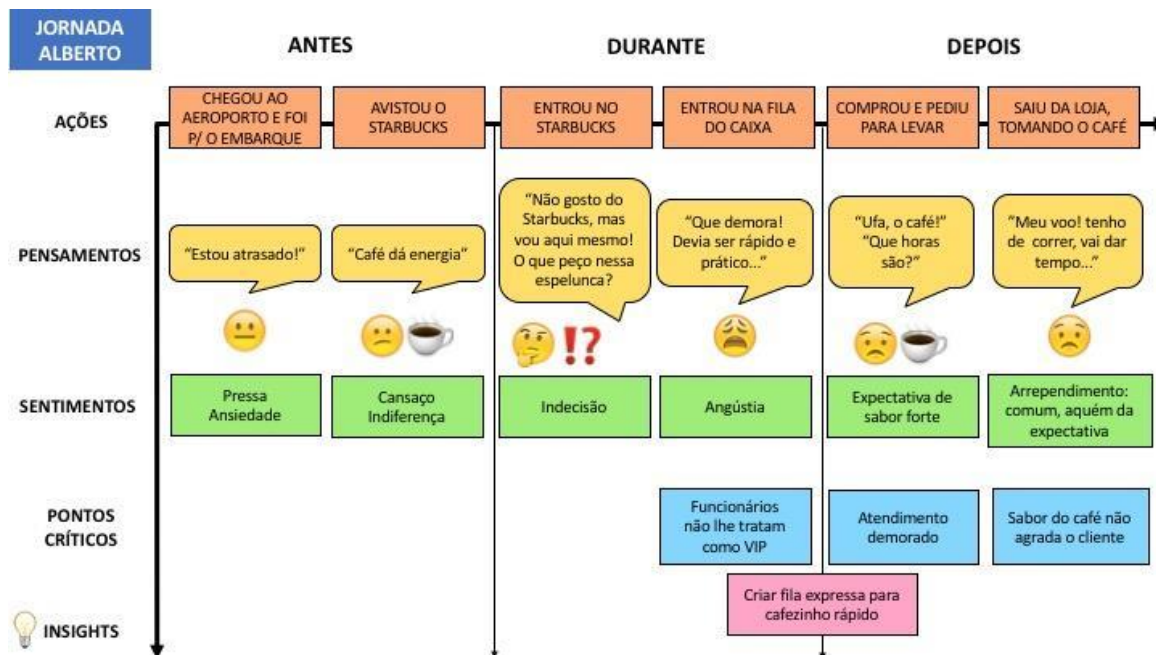 JORNADA
ALBERTO
ANTES
DURANTE
DEPOIS
AÇÕES
CHEGOU AO
AEROPORTO E FOI
P/ O EMBARQUE
AVISTOU O
STARBUCKS
ENTROU NO
STARBUCKS
ENTROU NA FILA
DO CAIXA
COMPROU E PEDIU
PARA LEVAR
SAIU DA LOJA,
TOMANDO O CAFÉ
PENSAMENTOS
“Estou atrasado!”
“Café dá energia”
“Não gosto do
Starbucks, mas
vou aqui mesmo!
O que peço nessa
espelunca?
“Que demora!
Devia ser rápido e
prático...”
“Ufa, o café!”
“Que horas
são?”
“Meu voo! tenho
de correr, vai dar
tempo...”
SENTIMENTOS
Pressa
Ansiedade
Cansaço
Indiferença
Indecisão
Angústia
Expectativa de
sabor forte
Arrependimento:
comum, aquém da
expectativa
PONTOS
CRÍTICOS
Funcionários
não lhe tratam
como VIP
Atendimento
demorado
Sabor do café não
agrada o cliente
INSIGHTS
Criar fila expressa para
cafezinho rápido